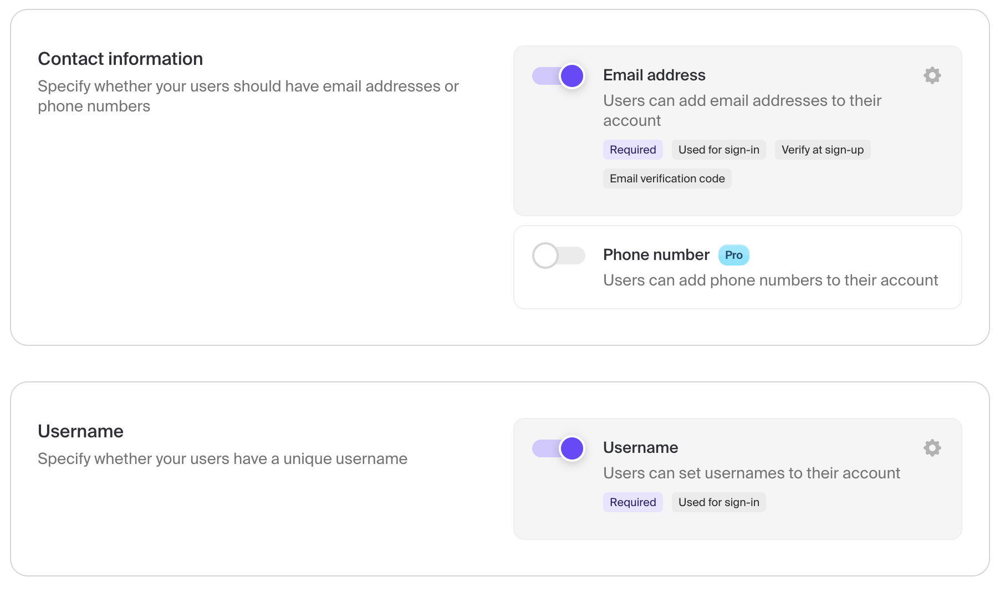 Contact information
Specify whether your users should have email addresses or
phone numbers
Email address
Users can add email addresses to their
account
Required
Used for sign-in
Verify at sign-up
Email verification code
Phone number
Pro
Users can add phone numbers to their account
Username
Specify whether your users have a unique username
Username
Users can set usernames to their account
Required
Used for sign-in